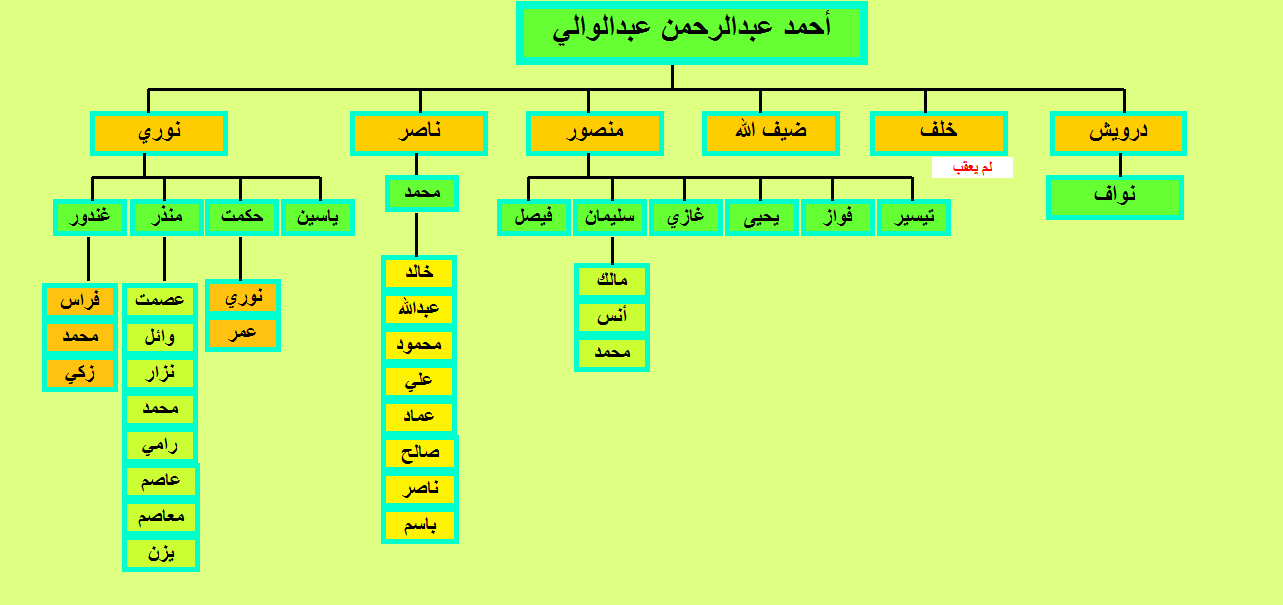 أحمد عبدالرحمن عبدالوالي
درويش
خلف
ضيف الله
منصور
ناصر
نوري
لم يعقب
نواف
تيسير
فواز
يحيى
غازي
سليمان
فيصل
محمد
ياسين
حكمت
منذر
غندور
مالك
أنس
محمد
خالد
عبدالله
محمود
علي
عماد
صالح
ناصر
باسم
نوري
عمر
عصمت
وائل
نزار
محمد
رامي
عاصم
معاصم
يزن
فراس
محمد
زكي